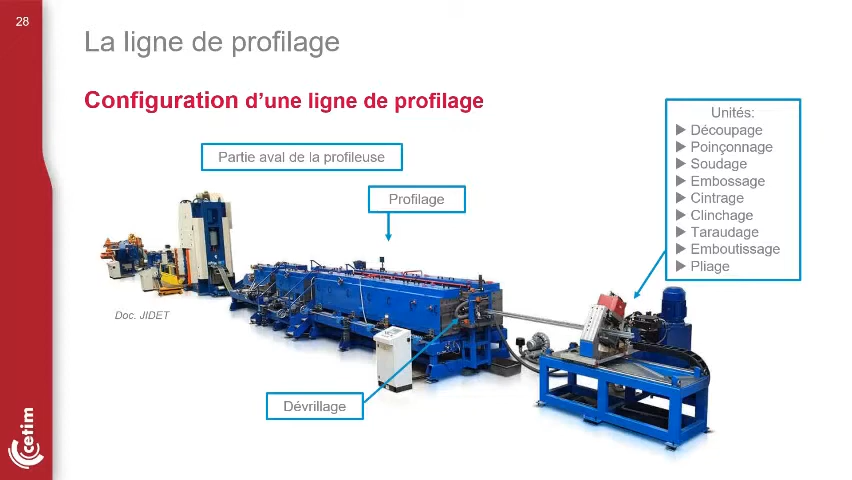 28
La ligne de profilage
Configuration d'une ligne de profilage
Unités:
▶ Découpage
▶ Poinçonnage
▶ Soudage
▶ Embossage
▶ Cintrage
▶ Clinchage
▶ Taraudage
▶ Emboutissage
▶ Pliage
Partie aval de la profileuse
Profilage
Doc. JIDET
Dévrillage
cetim